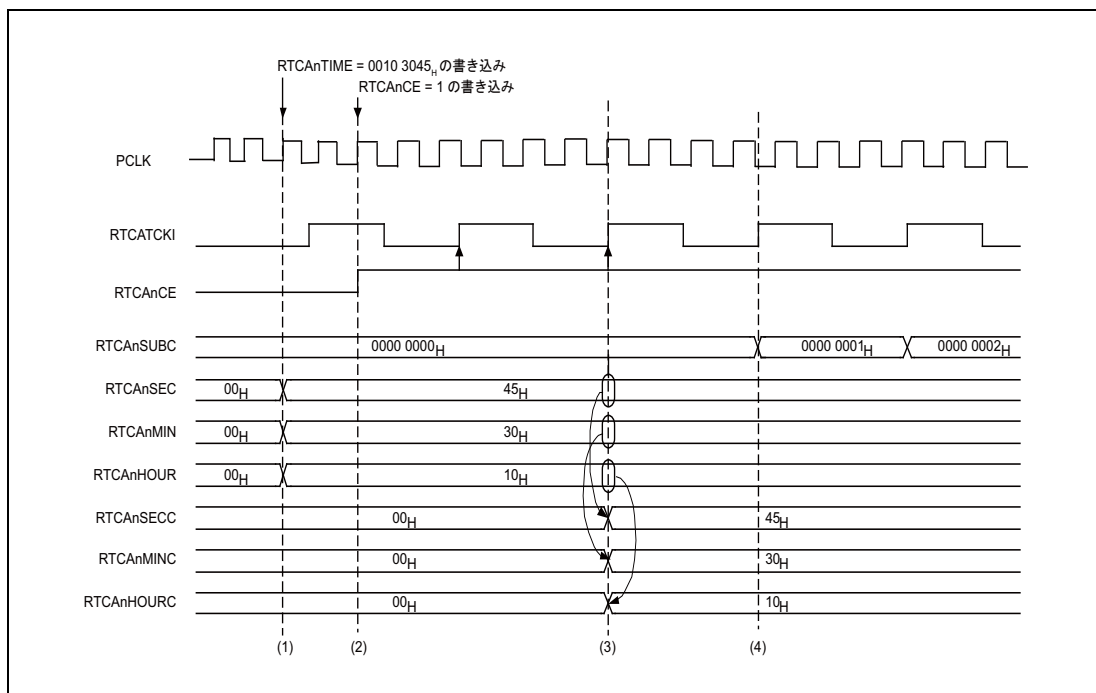 RTCAnTIME = 0010 3045H の書き込み
RTCAnCE = 1 の書き込み
PCLK
RTCATCKI
RTCAnCE
RTCAnSUBC 0000 0000H 0000 0001H 0000 0002H
RTCAnSEC 00H 45H
RTCAnMIN 00H 30H
RTCAnHOUR 00H 10H
RTCAnSECC 00H 45H
RTCAnMINC 00H 30H
RTCAnHOURC 00H 10H
(1) (2) (3) (4)